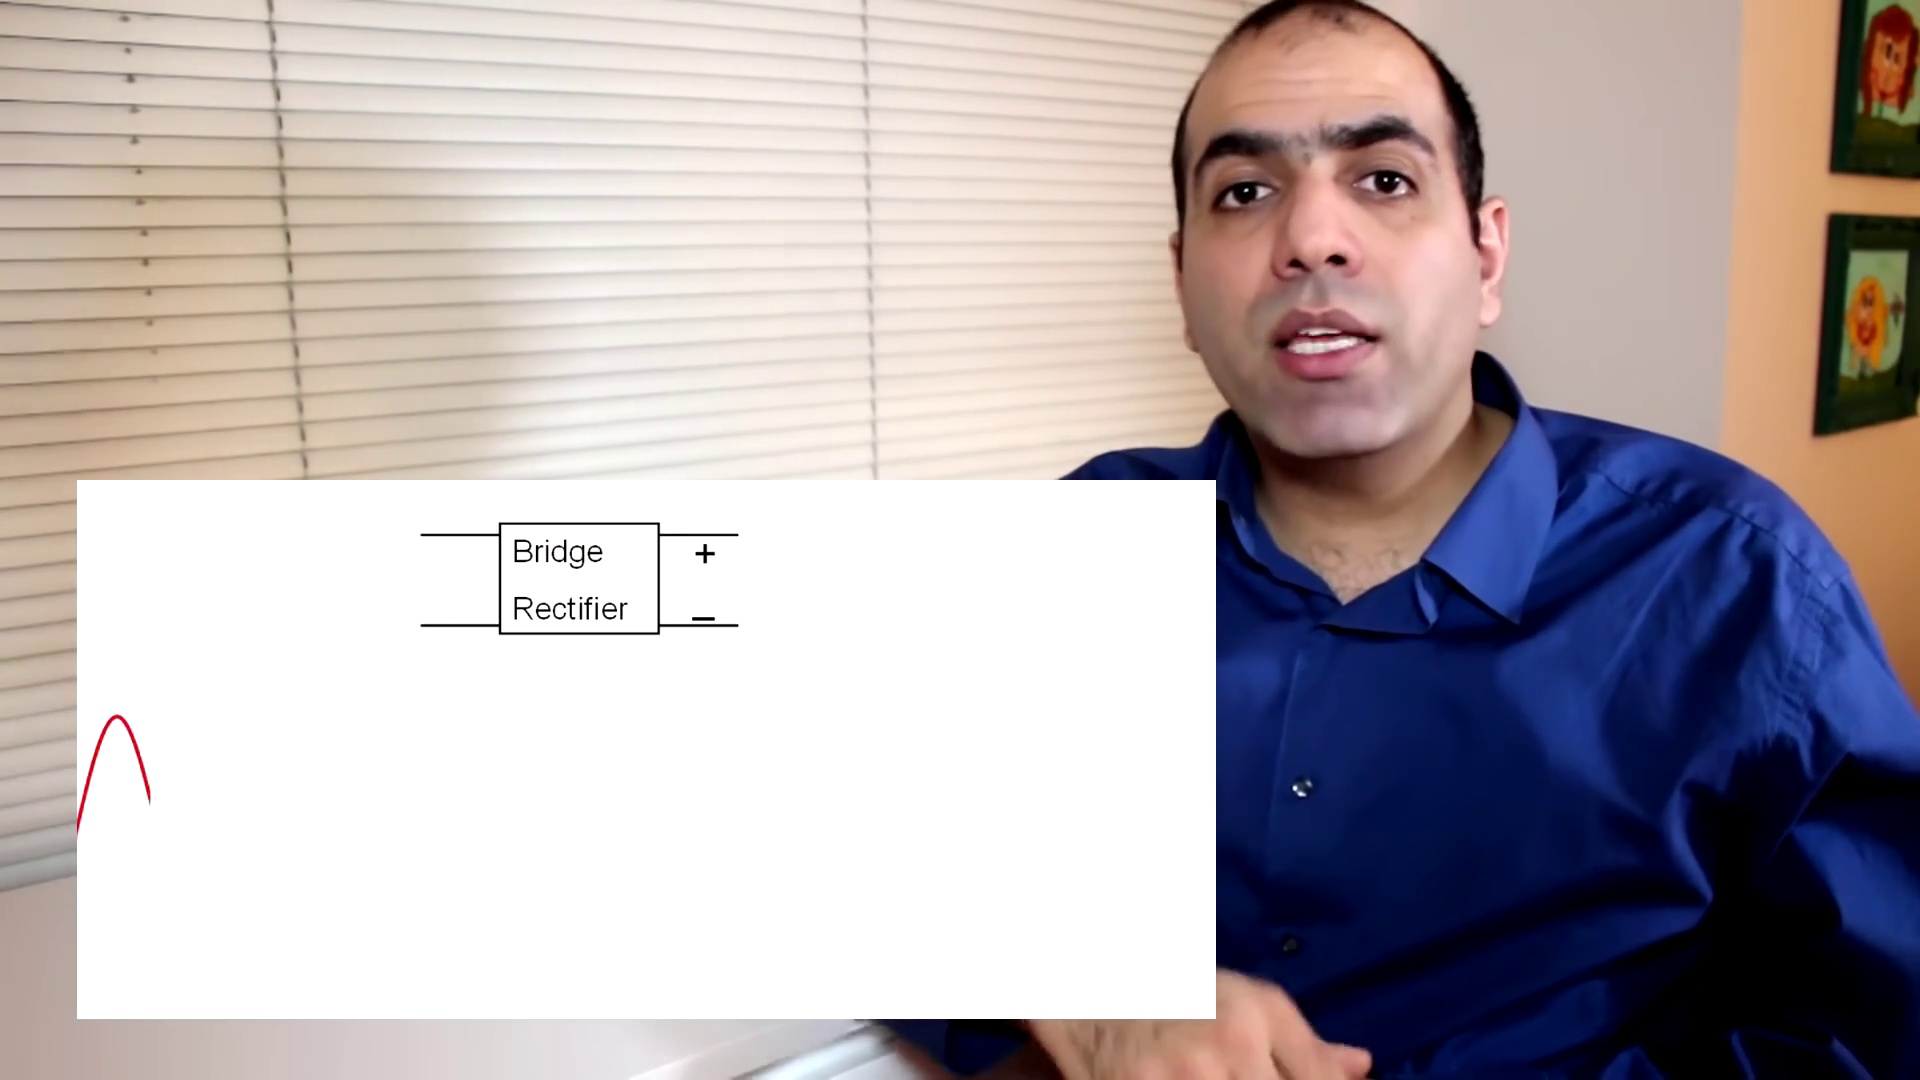 Bridge
+
Rectifier
–